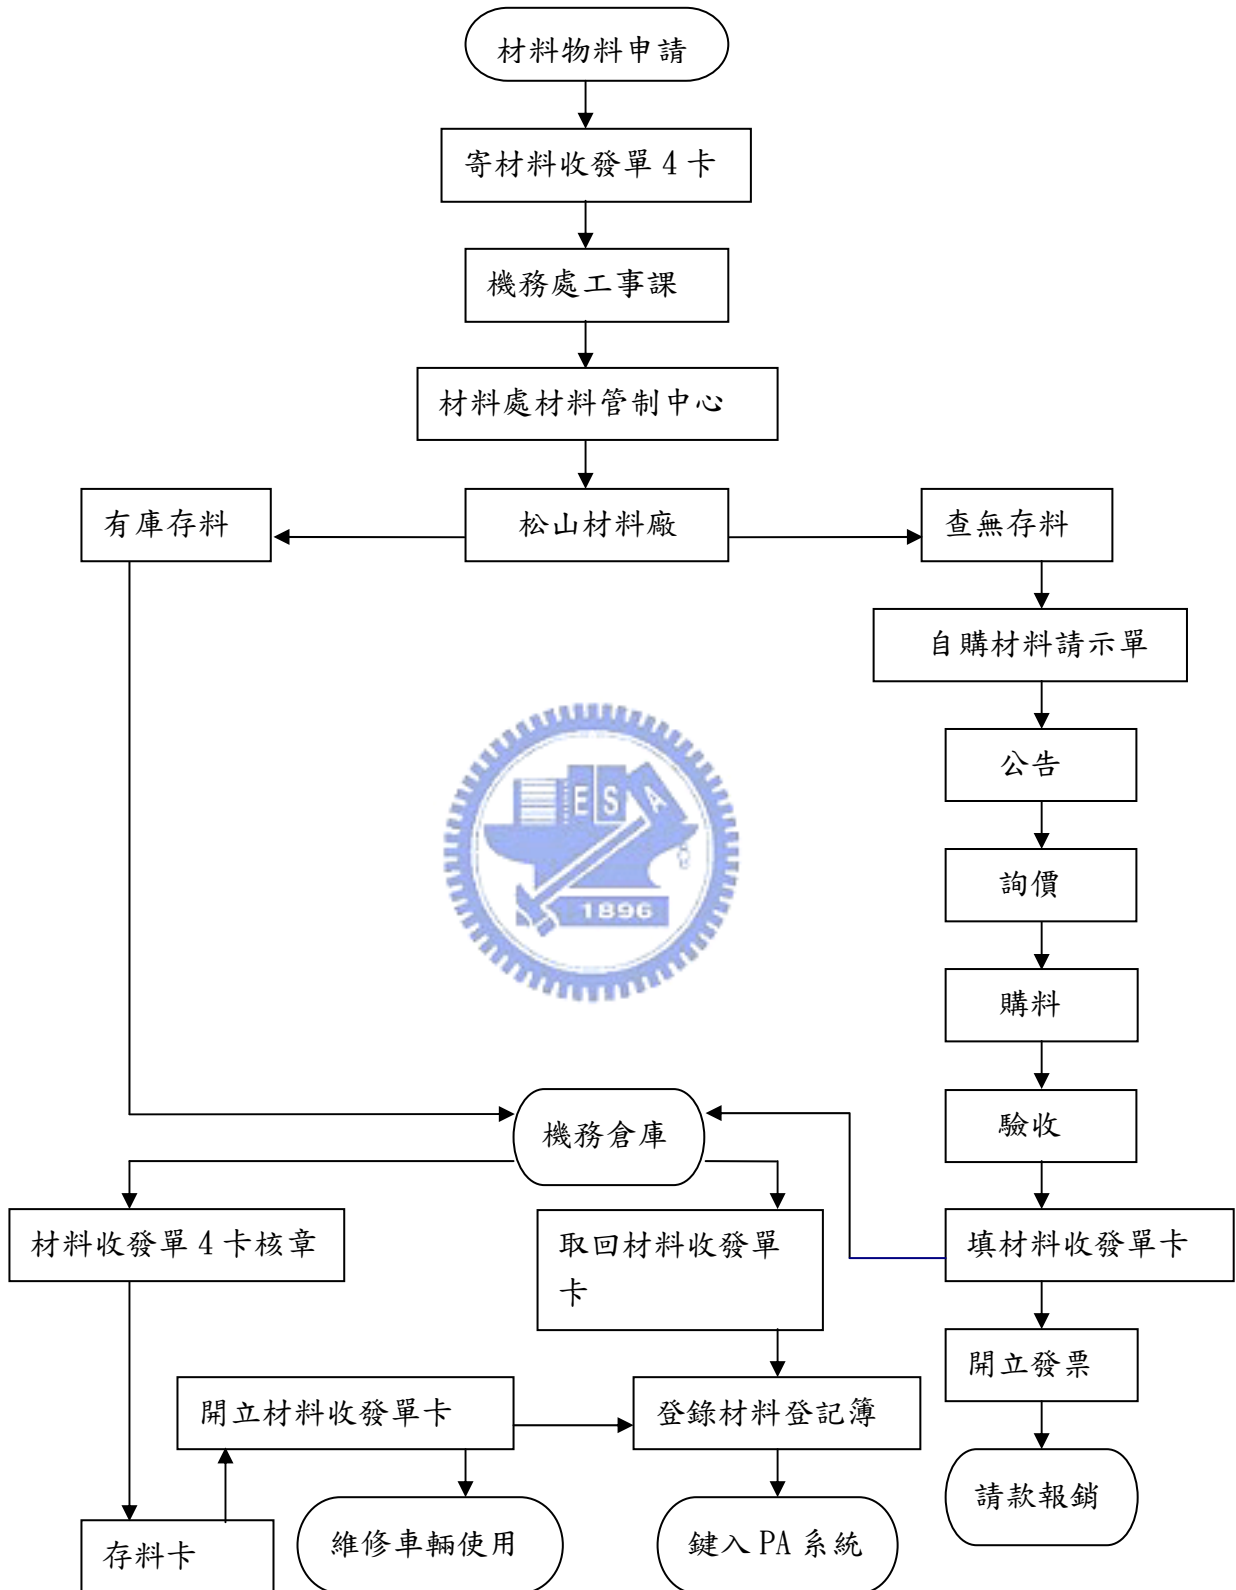 材料物料申請
寄材料收發單 4 卡
機務處工事課
材料處材料管制中心
有庫存料
松山材料廠
查無存料
自購材料請示單
公告
詢價
ESA
1896
購料
驗收
機務倉庫
材料收發單 4 卡核章
取回材料收發單
卡
填材料收發單卡
開立發票
開立材料收發單卡
登錄材料登記簿
請款報銷
存料卡
維修車輛使用
鍵入 PA 系統